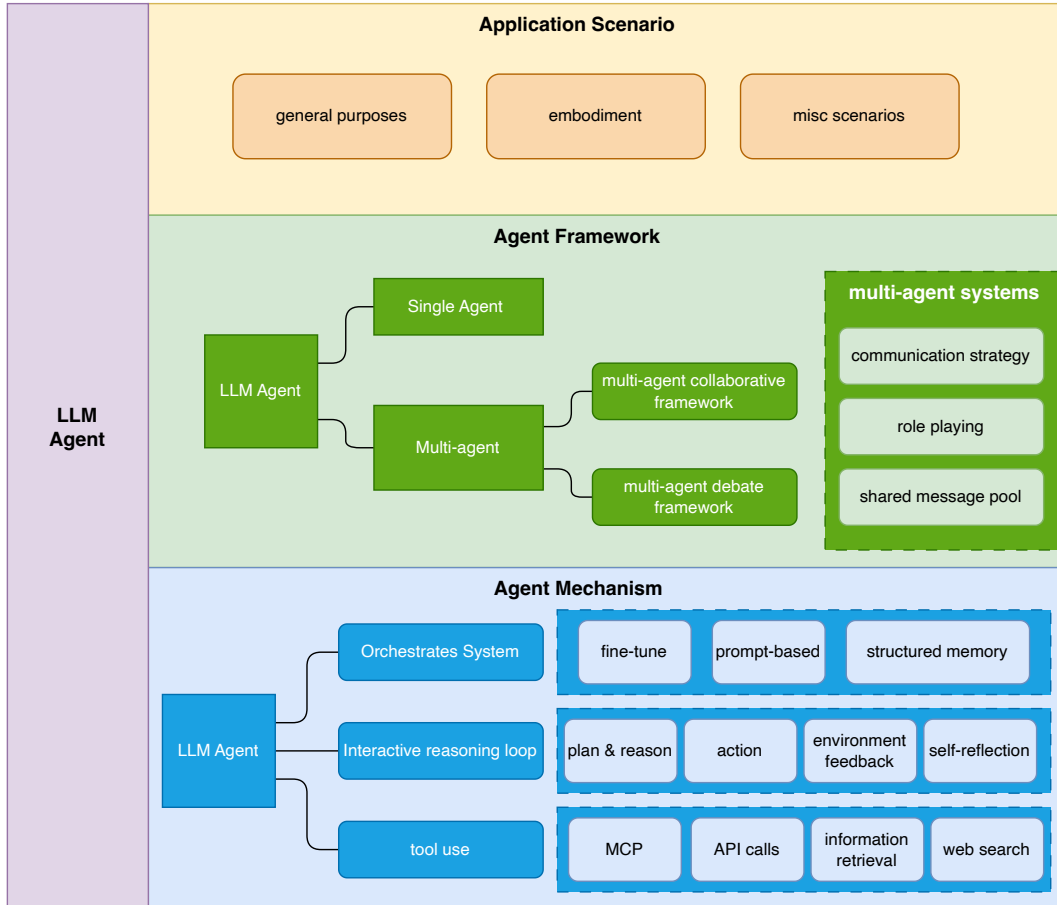 LLM
Agent
Application Scenario
general purposes
embodiment
misc scenarios
Agent Framework
LLM Agent
Single Agent
Multi-agent
multi-agent collaborative
framework
multi-agent debate
framework
multi-agent systems
communication strategy
role playing
shared message pool
Agent Mechanism
LLM Agent
Orchestrates System
fine-tune
prompt-based
structured memory
Interactive reasoning loop
plan & reason
action
environment
feedback
self-reflection
tool use
MCP
API calls
information
retrieval
web search